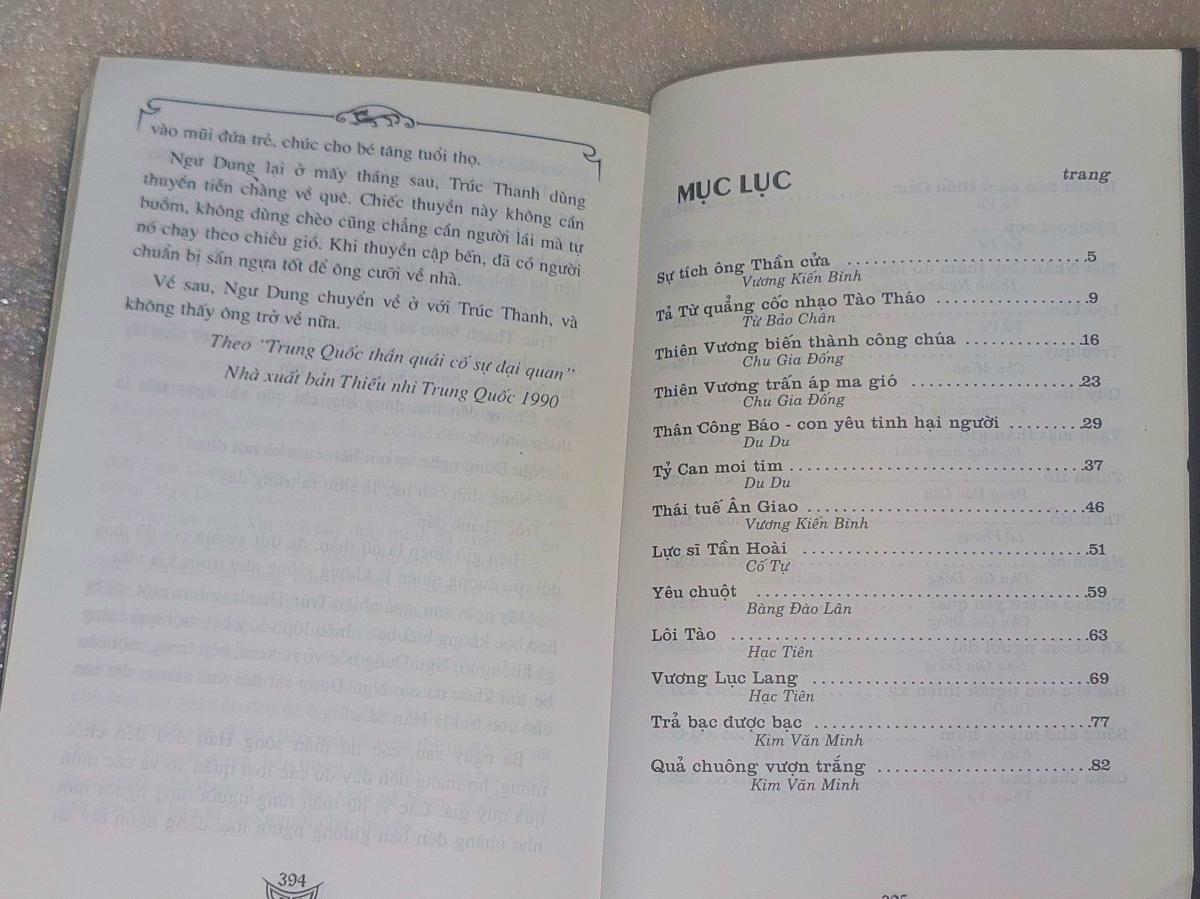 vào mũi đứa trẻ, chúc cho bé tăng tuổi thọ.
Ngư Dung lại ở mấy tháng sau, Trúc Thanh dùng
thuyền tiễn chàng về quê. Chiếc thuyền này không cần
buồm, không dùng chèo cũng chẳng cần người lái mà tự
nó chạy theo chiều gió. Khi thuyền cập bến, đã có người
chuẩn bị sẵn ngựa tốt để ông cưỡi về nhà.
Về sau, Ngư Dung chuyển về ở với Trúc Thanh, và
không thấy ông trở về nữa.
Theo "Trung Quốc thần quái cố sự đại quan"
Nhà xuất bản Thiếu nhi Trung Quốc 1990
394
MỤC LỤC
trang
Sự tích ông Thần cửa ........................5
Vương Kiến Bình
Tả Từ quẳng cốc nhạo Tào Tháo ....................9
Từ Bảo Chân
Thiên Vương biến thành công chúa ................16
Chu Gia Đống
Thiên Vương trấn áp ma gió ......................23
Chu Gia Đống
Thân Công Báo - con yêu tinh hại người .........29
Du Du
Tỷ Can moi tim....................................37
Du Du
Thái tuế Ân Giao .................................46
Vương Kiến Bình
Lực sĩ Tần Hoài ..................................51
Cố Tự
Yêu chuột ........................................59
Bàng Đào Lân
Lôi Tào ..........................................63
Hạc Tiên
Vương Lục Lang ..................................69
Hạc Tiên
Trả bạc được bạc .................................77
Kim Văn Minh
Quả chuông vượn trắng ..........................82
Kim Văn Minh